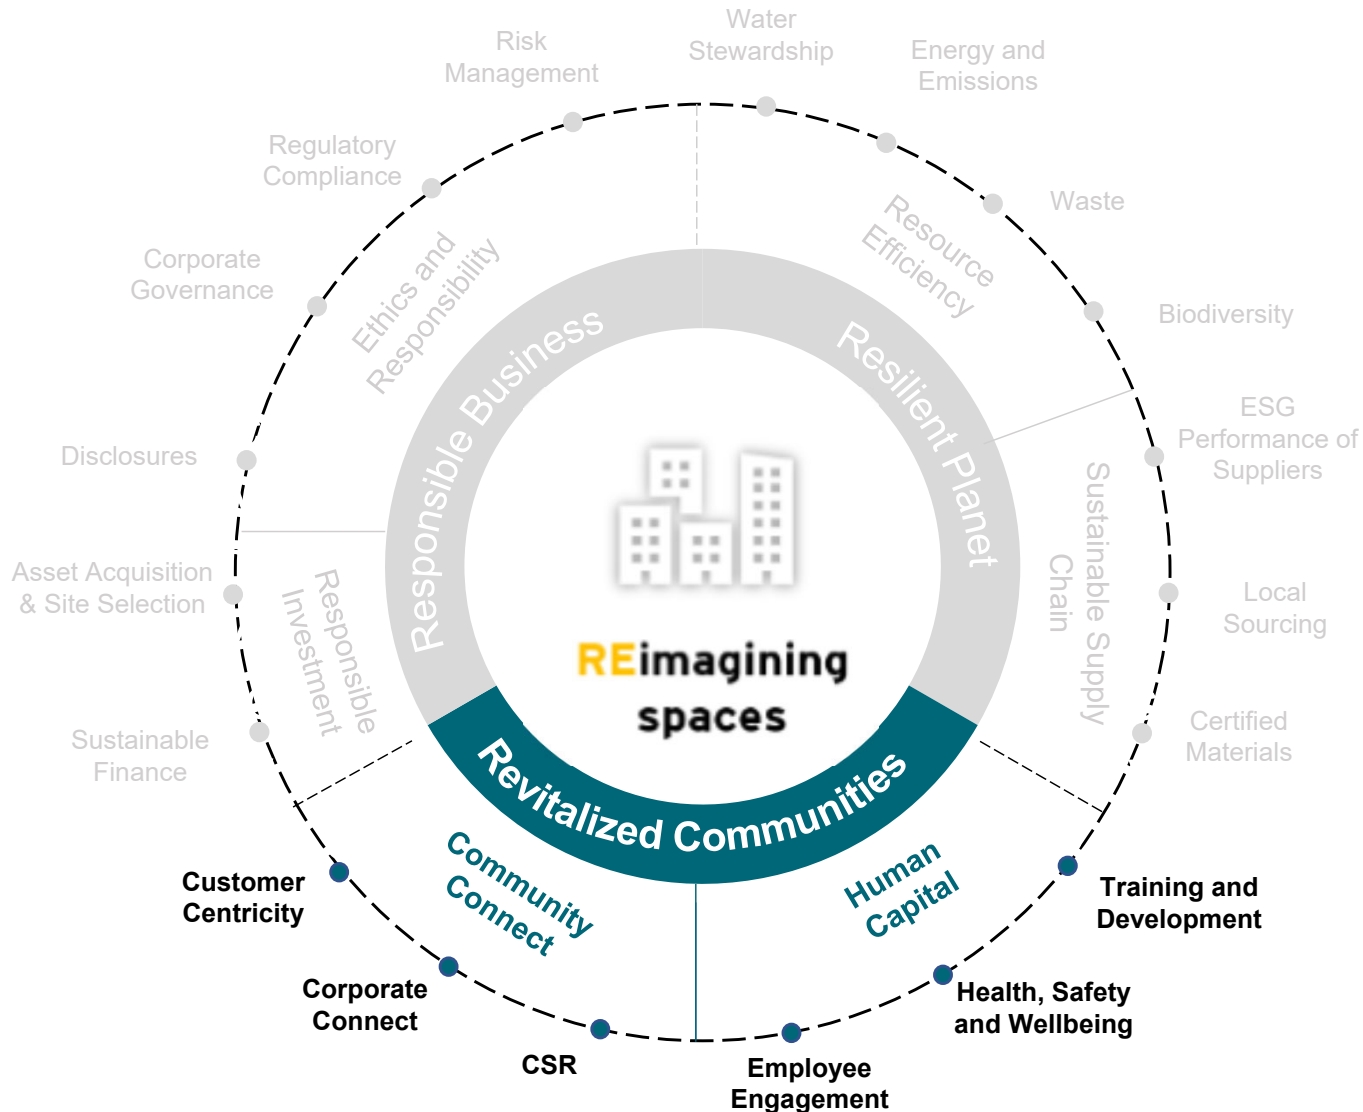 Water
Stewardship
Energy and
Emissions
Waste
Biodiversity
ESG
Performance of
Suppliers
Local
Sourcing
Certified
Materials
Training and
Development
Health, Safety
and Wellbeing
Employee
Engagement
CSR
Corporate
Connect
Customer
Centricity
Sustainable
Finance
Asset Acquisition
& Site Selection
Disclosures
Corporate
Governance
Regulatory
Compliance
Risk
Management
Resource
Efficiency
Sustainable Supply
Chain
Human
Capital
Community
Connect
Responsible
Investment
Ethics and
Responsibility
Resilient Planet
Revitalized Communities
Responsible Business
REimagining
spaces